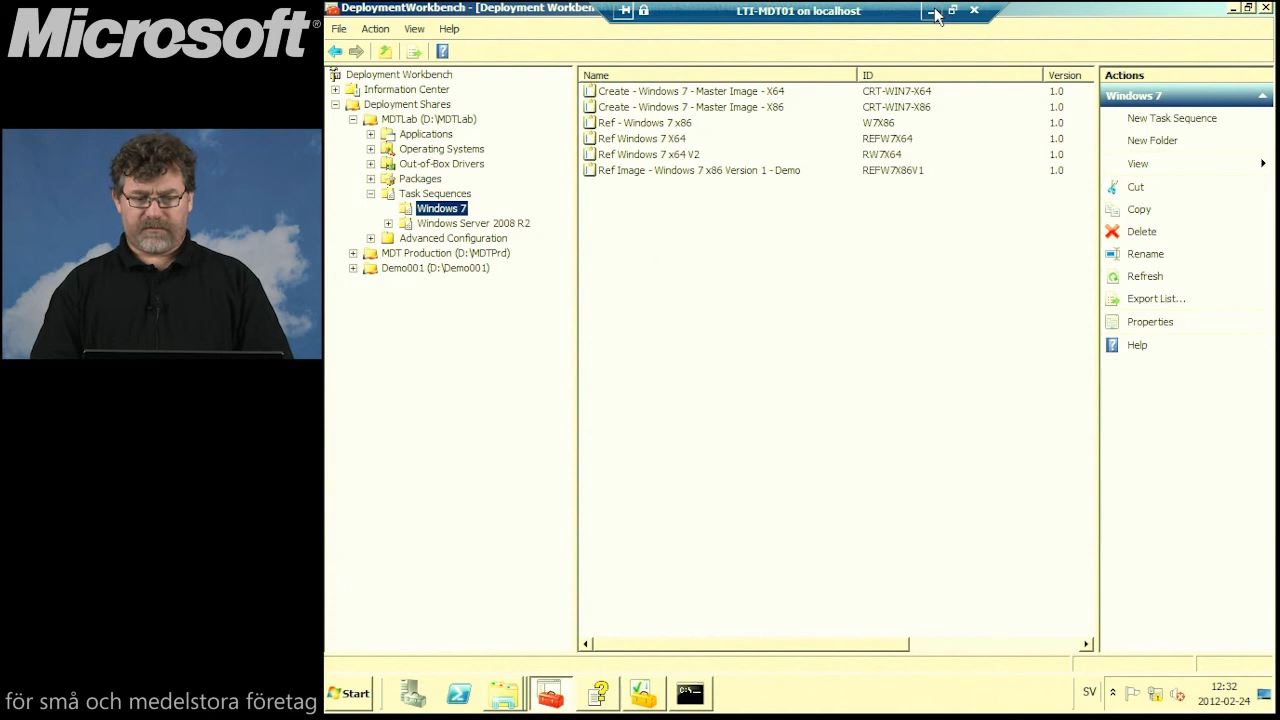 Microsoft®
DeploymentWorkbench - [Deployment Workben
LTI-MDT01 on localhost
File Action View Help
Deployment Workbench
Information Center
Deployment Shares
MDTLab (D:\MDTLab)
Applications
Operating Systems
Out-of-Box Drivers
Packages
Task Sequences
Windows 7
Windows Server 2008 R2
Advanced Configuration
MDT Production (D:\MDTPrd)
Demo001 (D:\Demo001)
Name ID Version
Create - Windows 7 - Master Image - X64 CRT-WIN7-X64 1.0
Create - Windows 7 - Master Image - X86 CRT-WIN7-X86 1.0
Ref - Windows 7 x86 W7X86 1.0
Ref Windows 7 X64 REFW7X64 1.0
Ref Windows 7 x64 V2 RW7X64 1.0
Ref Image - Windows 7 x86 Version 1 - Demo REFW7X86V1 1.0
Actions
Windows 7
New Task Sequence
New Folder
View
Cut
Copy
Delete
Rename
Refresh
Export List...
Properties
Help
Start
SV
12:32
2012-02-24
för små och medelstora företag